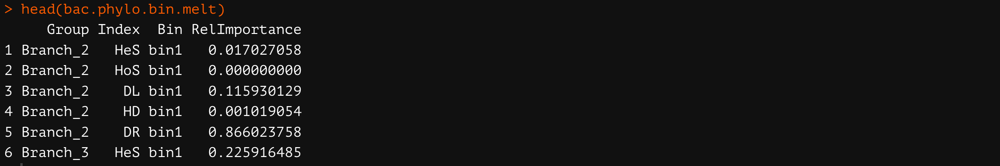 > head(bac.phylo.bin.melt)
     Group Index  Bin RelImportance
1 Branch_2   HeS bin1   0.017027058
2 Branch_2   HoS bin1   0.000000000
3 Branch_2    DL bin1   0.115930129
4 Branch_2    HD bin1   0.001019054
5 Branch_2    DR bin1   0.866023758
6 Branch_3   HeS bin1   0.225916485